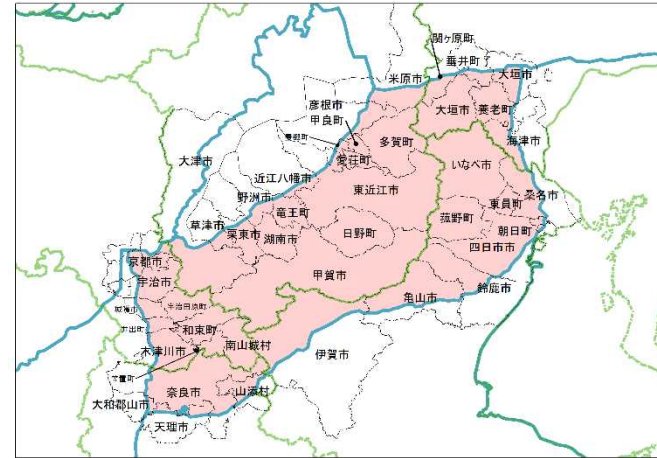 関ヶ原町
垂井町
大垣市
米原市
彦根市
甲良町
大垣市
養老町
多賀町
海津市
愛荘町
大津市
いなべ市
近江八幡市
東近江市
桑名市
野洲市
東員町
竜王町
菰野町
草津市
栗東市
湖南市
日野町
朝日町
四日市市
京都市
甲賀市
宇治市
亀山市
鈴鹿市
宇治田原町
井手町
和束町
南山城村
木津川市
伊賀市
笠置町
奈良市
山添村
大和郡山市
天理市